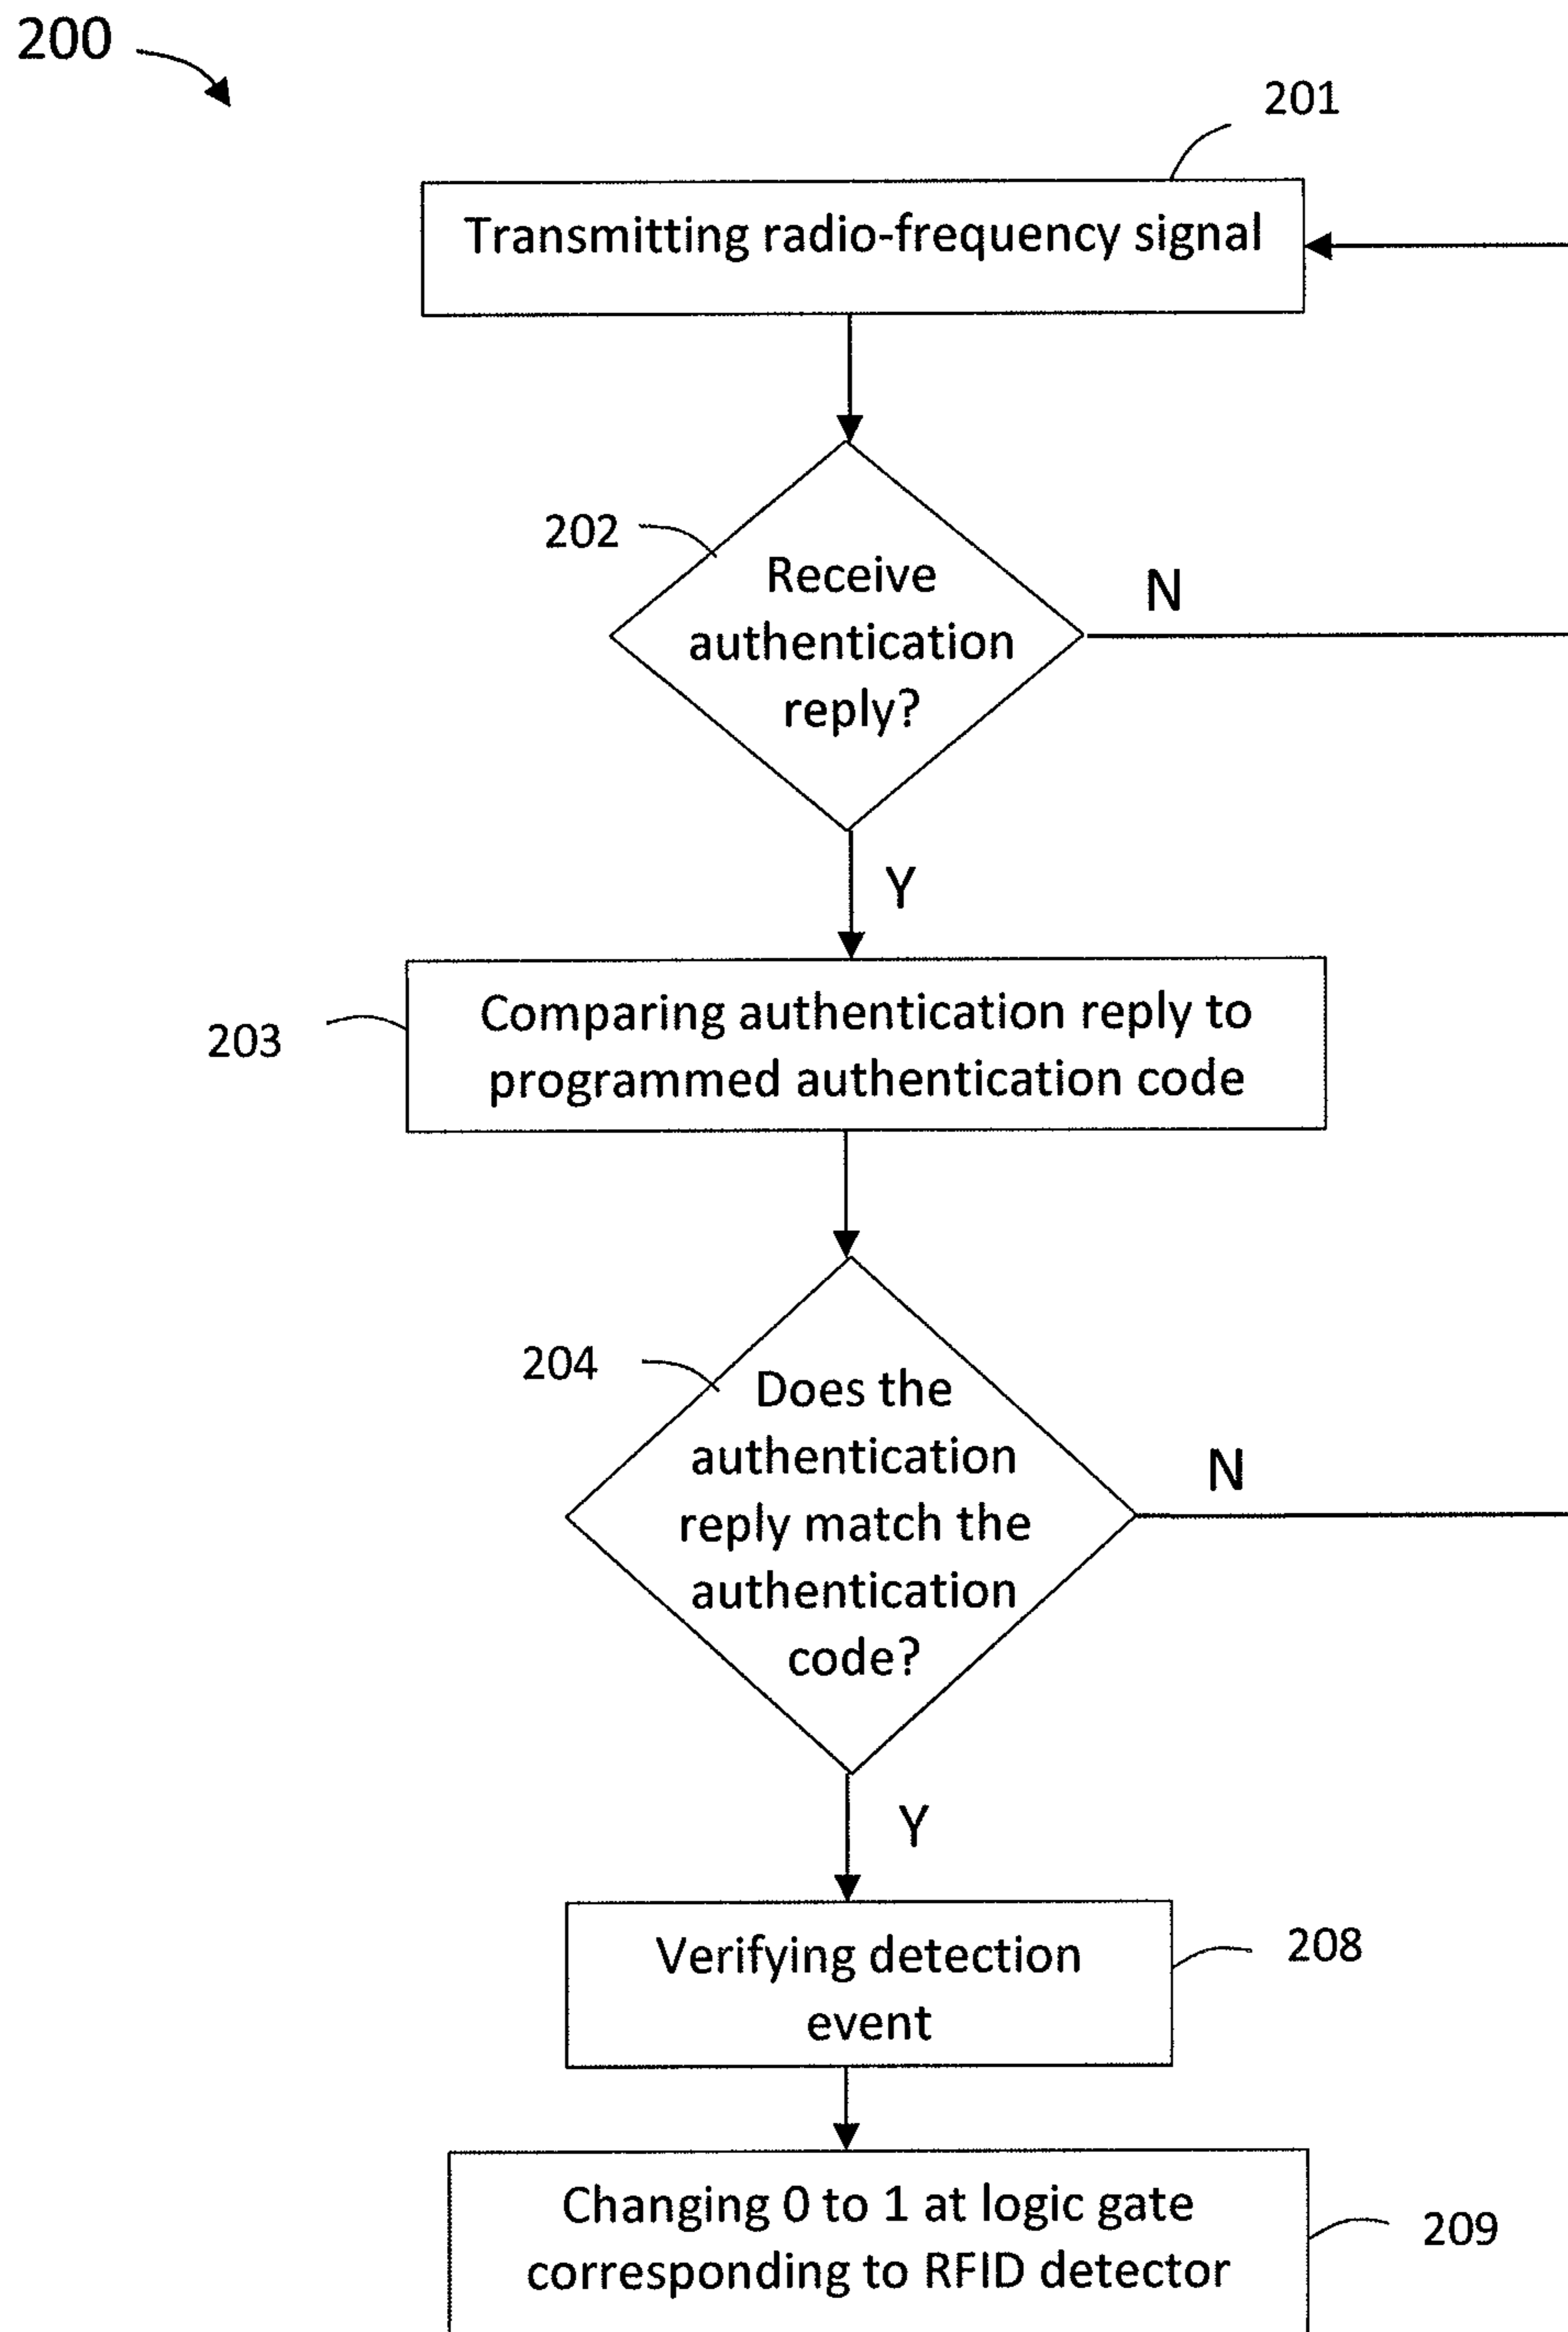 200
201
Transmitting radio-frequency signal
202
Receive
authentication
reply?
N
Y
203
Comparing authentication reply to
programmed authentication code
204
Does the
authentication
reply match the
authentication
code?
N
Y
Verifying detection
event
208
Changing 0 to 1 at logic gate
corresponding to RFID detector
209